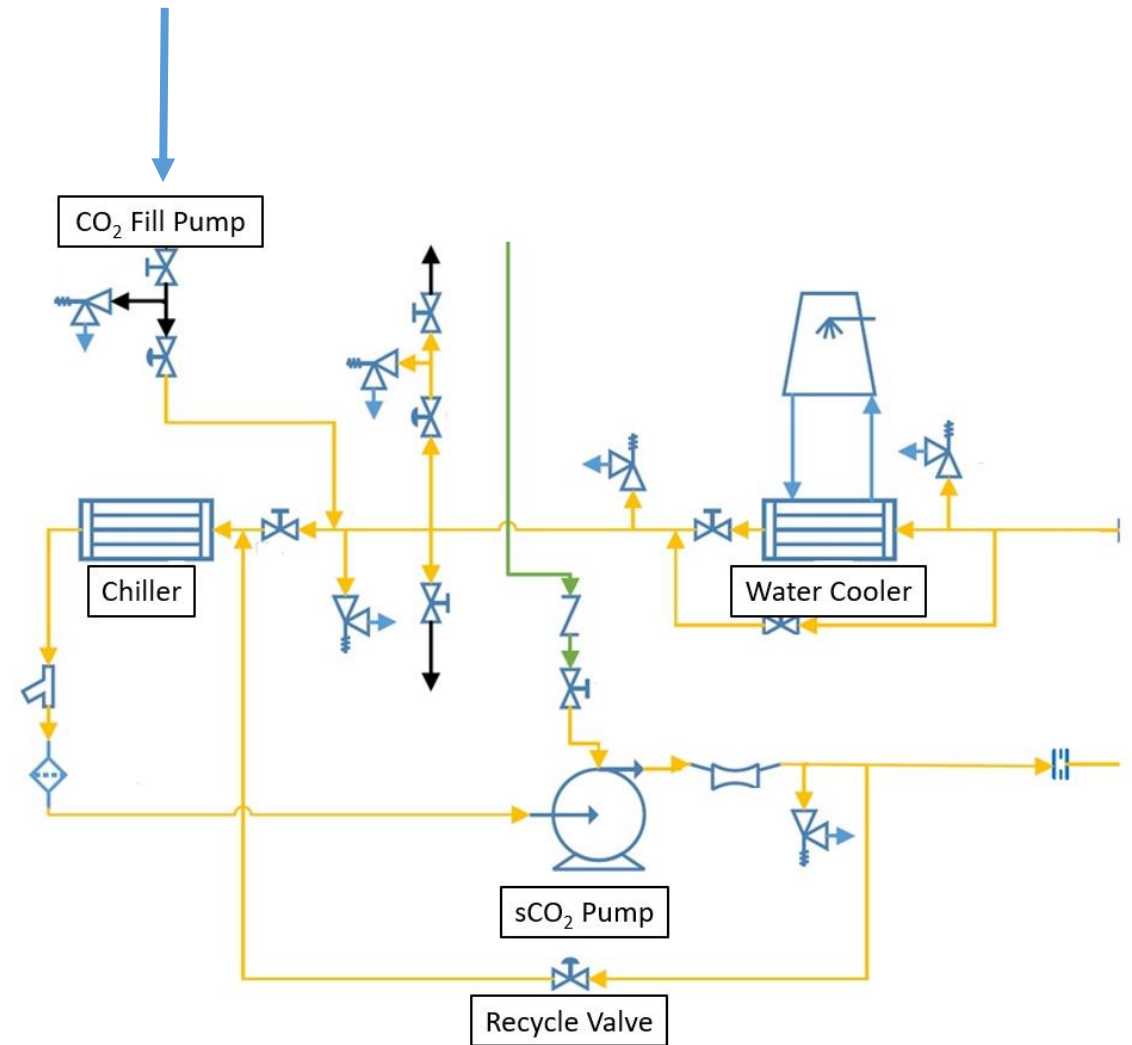 CO₂ Fill Pump
Chiller
Water Cooler
sCO₂ Pump
Recycle Valve